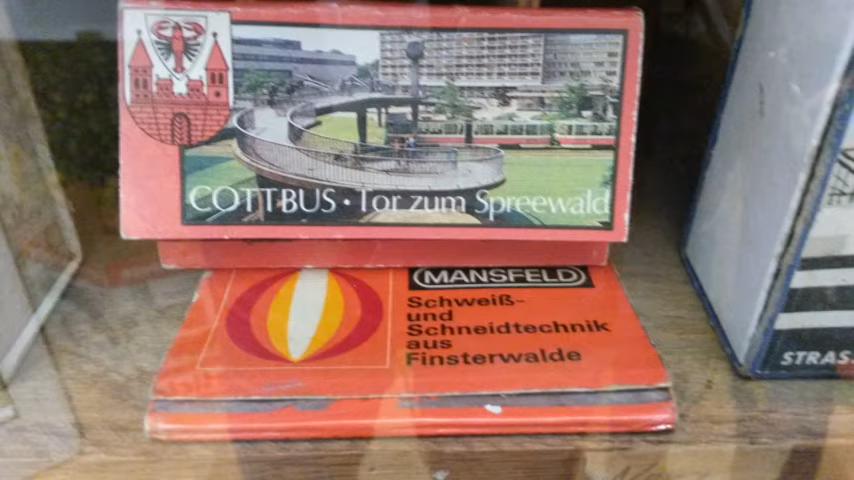 COTTBUS · Tor zum Spreewald
MANSFELD
Schweiß-
und
Schneidtechnik
aus
Finsterwalde
STRAS